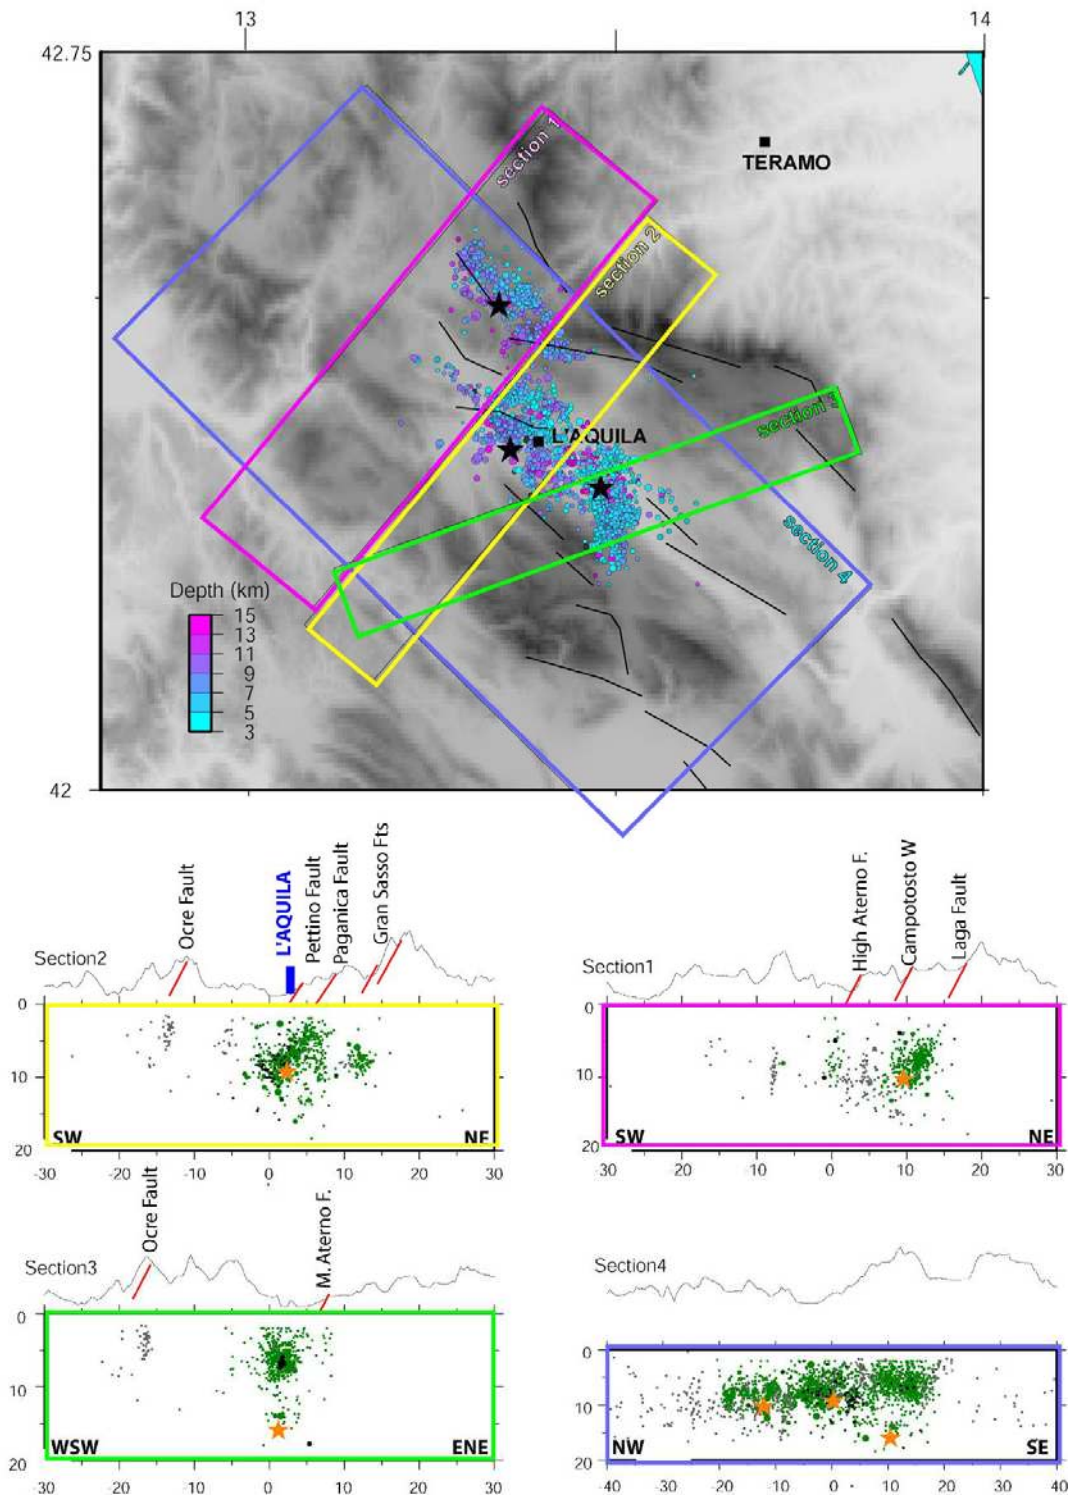 13
14
42.75
section 1
TERAMO
section 2
L'AQUILA
section 3
section 4
Depth (km)
15
13
11
9
7
5
3
42
Ocre Fault
L'AQUILA
Pettino Fault
Paganica Fault
Gran Sasso Fts
High Aterno F.
Campotosto W
Laga Fault
Section2
Section1
0
10
20
SW
NE
-30
-20
-10
0
10
20
30
0
10
20
SW
NE
-30
-20
-10
0
10
20
30
Ocre Fault
M. Aterno F.
Section3
Section4
0
10
20
WSW
ENE
-30
-20
-10
0
10
20
30
0
10
20
NW
SE
-40
-30
-20
-10
0
10
20
30
40